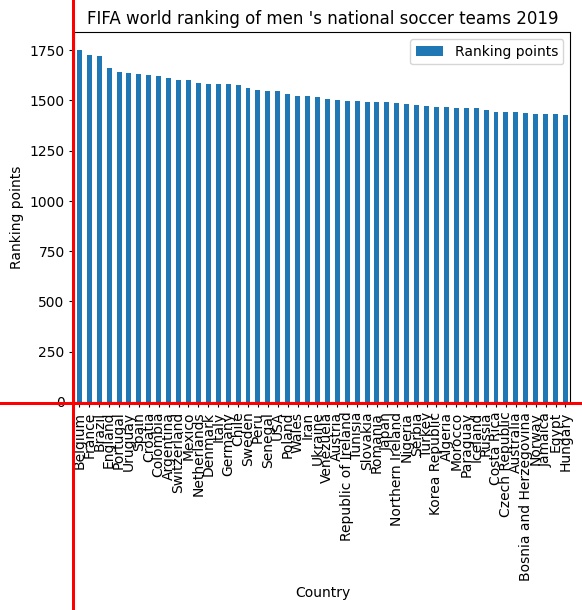 FIFA world ranking of men 's national soccer teams 2019
Ranking points
1750
1500
1250
1000
750
500
250
0
Ranking points
Belgium
France
Brazil
England
Portugal
Uruguay
Spain
Croatia
Colombia
Argentina
Switzerland
Mexico
Netherlands
Denmark
Italy
Germany
Chile
Sweden
Peru
Senegal
USA
Poland
Wales
Iran
Ukraine
Venezuela
Austria
Republic of Ireland
Tunisia
Slovakia
Romania
Japan
Northern Ireland
Nigeria
Serbia
Turkey
Korea Republic
Algeria
Morocco
Paraguay
Iceland
Russia
Costa Rica
Czech Republic
Australia
Bosnia and Herzegovina
Norway
Jamaica
Egypt
Hungary
Country